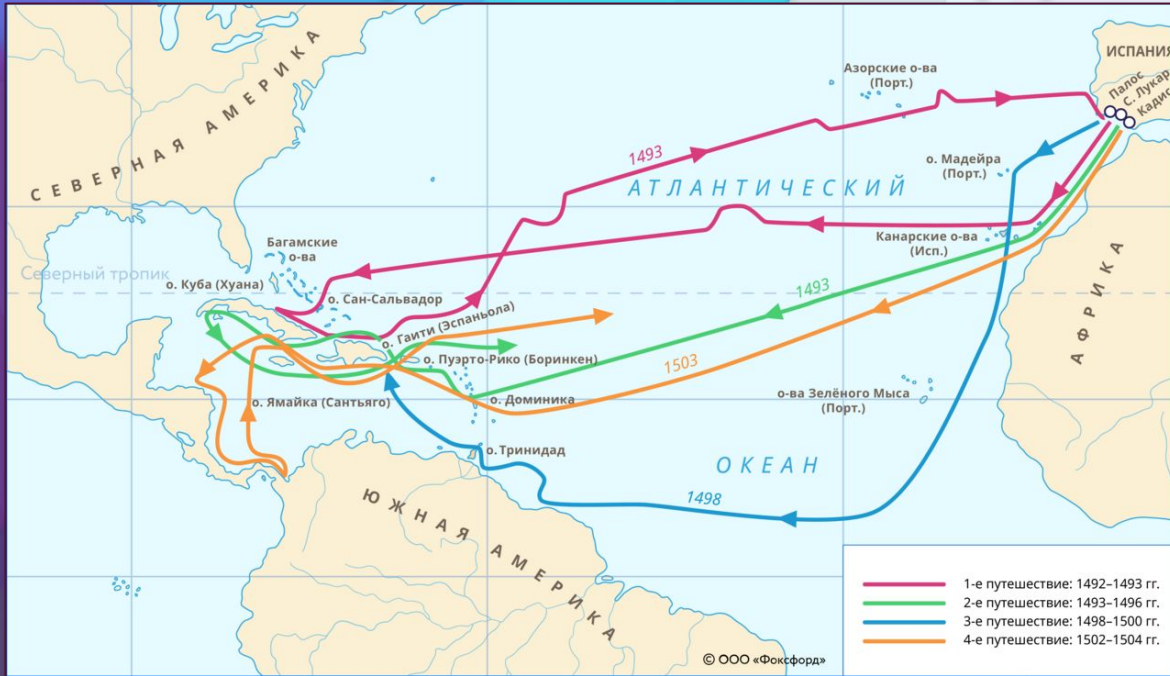 ИСПАНИЯ
Азорские о-ва
(Порт.)
Палос
С. Лукар
Кадис
СЕВЕРНАЯ АМЕРИКА
1493
о. Мадейра
(Порт.)
АТЛАНТИЧЕСКИЙ
Багамские
о-ва
Канарские о-ва
(Исп.)
Северный тропик
о. Куба (Хуана)
о. Сан-Сальвадор
1493
АФРИКА
о. Гаити (Эспаньола)
о. Пуэрто-Рико (Боринкен)
1503
о. Ямайка (Сантьяго)
о. Доминика
о-ва Зелёного Мыса
(Порт.)
о. Тринидад
ОКЕАН
1498
ЮЖНАЯ АМЕРИКА
1-е путешествие: 1492–1493 гг.
2-е путешествие: 1493–1496 гг.
3-е путешествие: 1498–1500 гг.
4-е путешествие: 1502–1504 гг.
© ООО «Фоксфорд»